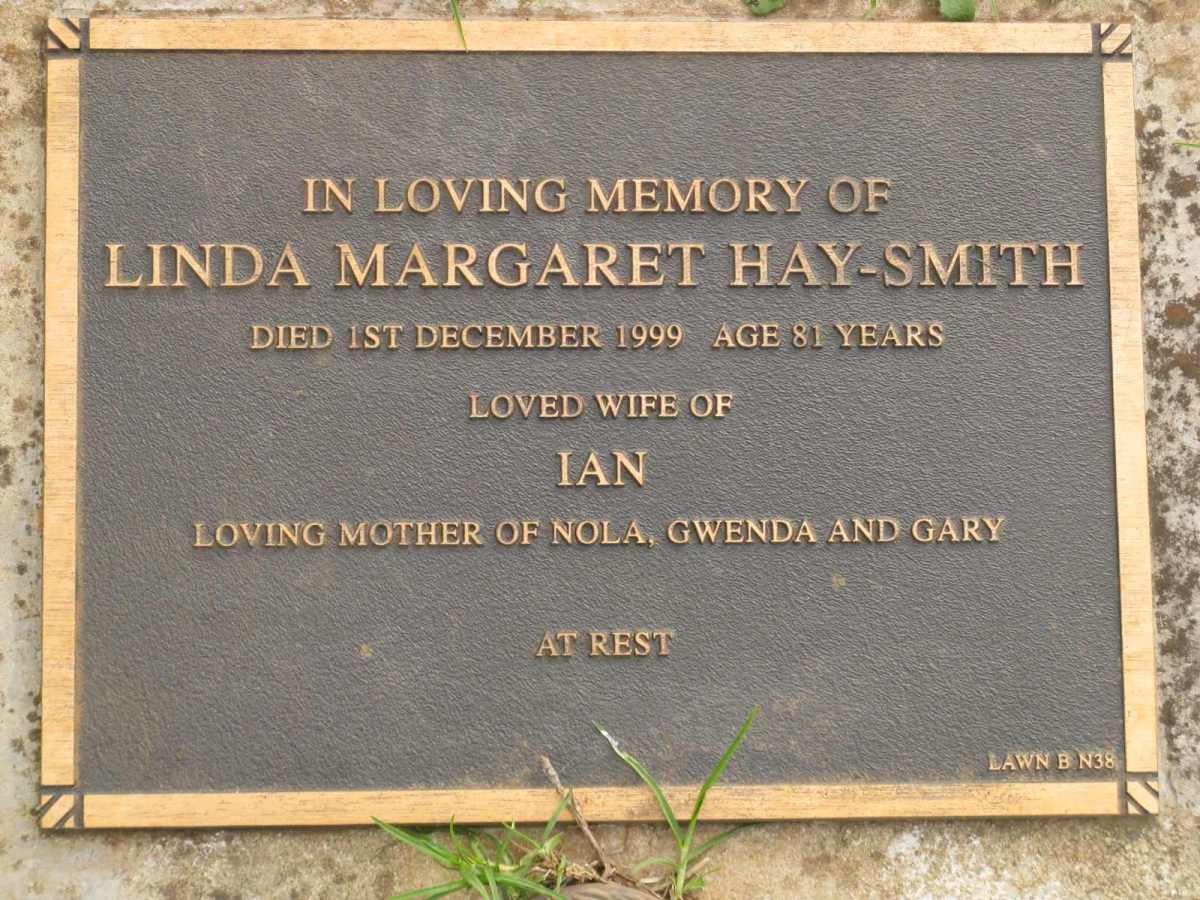 IN LOVING MEMORY OF
LINDA MARGARET HAY-SMITH
DIED 1ST DECEMBER 1999 AGE 81 YEARS
LOVED WIFE OF
IAN
LOVING MOTHER OF NOLA, GWENDA AND GARY
AT REST
LAWN B N38